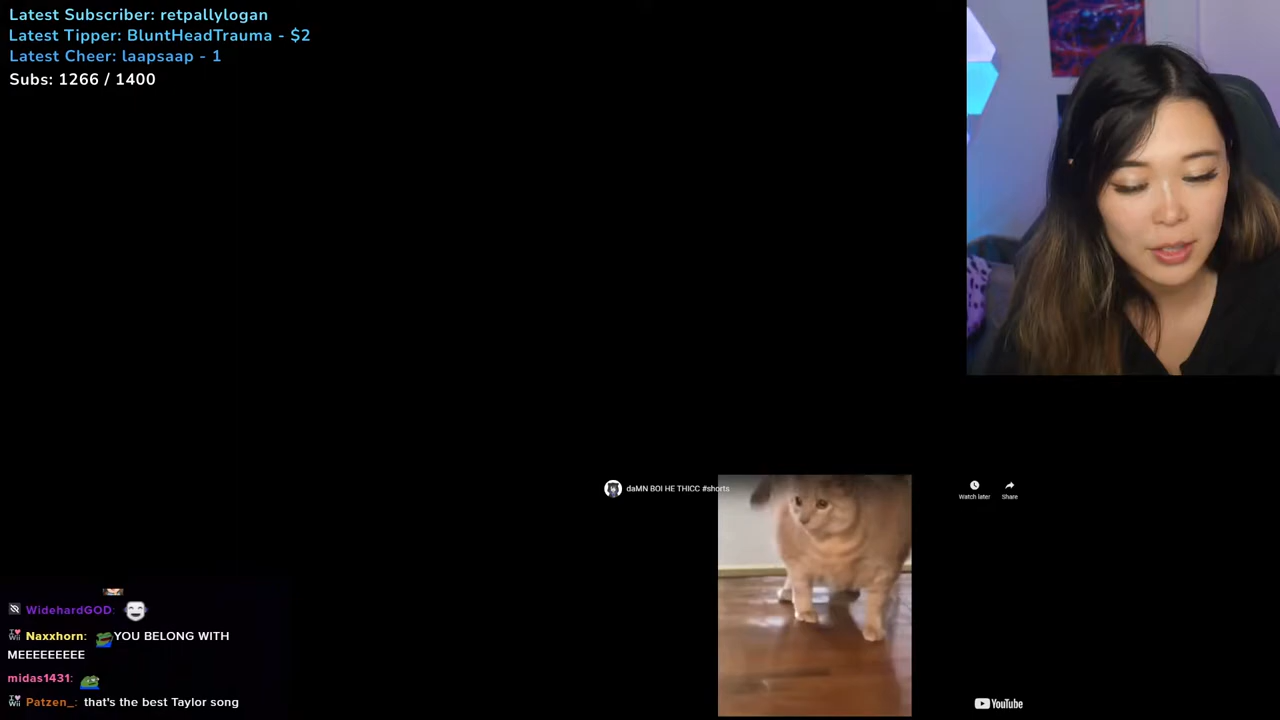 Latest Subscriber: retpallylogan
Latest Tipper: BluntHeadTrauma - $2
Latest Cheer: laapsaap - 1
Subs: 1266 / 1400
daMN BOI HE THICC #shorts
Watch later
Share
WidehardGOD:
Naxxhorn: YOU BELONG WITH
MEEEEEEEEE
midas1431:
Patzen_: that's the best Taylor song
YouTube